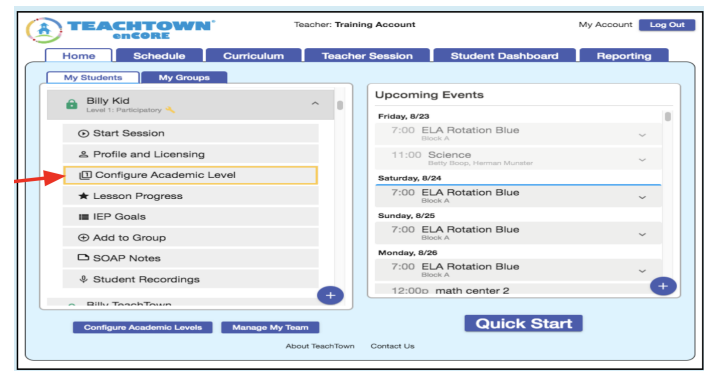 TEACHTOWN®
enCORE
Teacher: Training Account
My Account Log Out
Home Schedule Curriculum Teacher Session Student Dashboard Reporting
My Students My Groups
Billy Kid
Level 1: Participatory
Start Session
Profile and Licensing
Configure Academic Level
Lesson Progress
IEP Goals
Add to Group
SOAP Notes
Student Recordings
Billy TeachTown
Configure Academic Levels Manage My Team
Upcoming Events
Friday, 8/23
7:00 ELA Rotation Blue
Block A
11:00 Science
Betty Boop, Herman Munster
Saturday, 8/24
7:00 ELA Rotation Blue
Block A
Sunday, 8/25
7:00 ELA Rotation Blue
Block A
Monday, 8/26
7:00 ELA Rotation Blue
Block A
12:00p math center 2
Quick Start
About TeachTown Contact Us